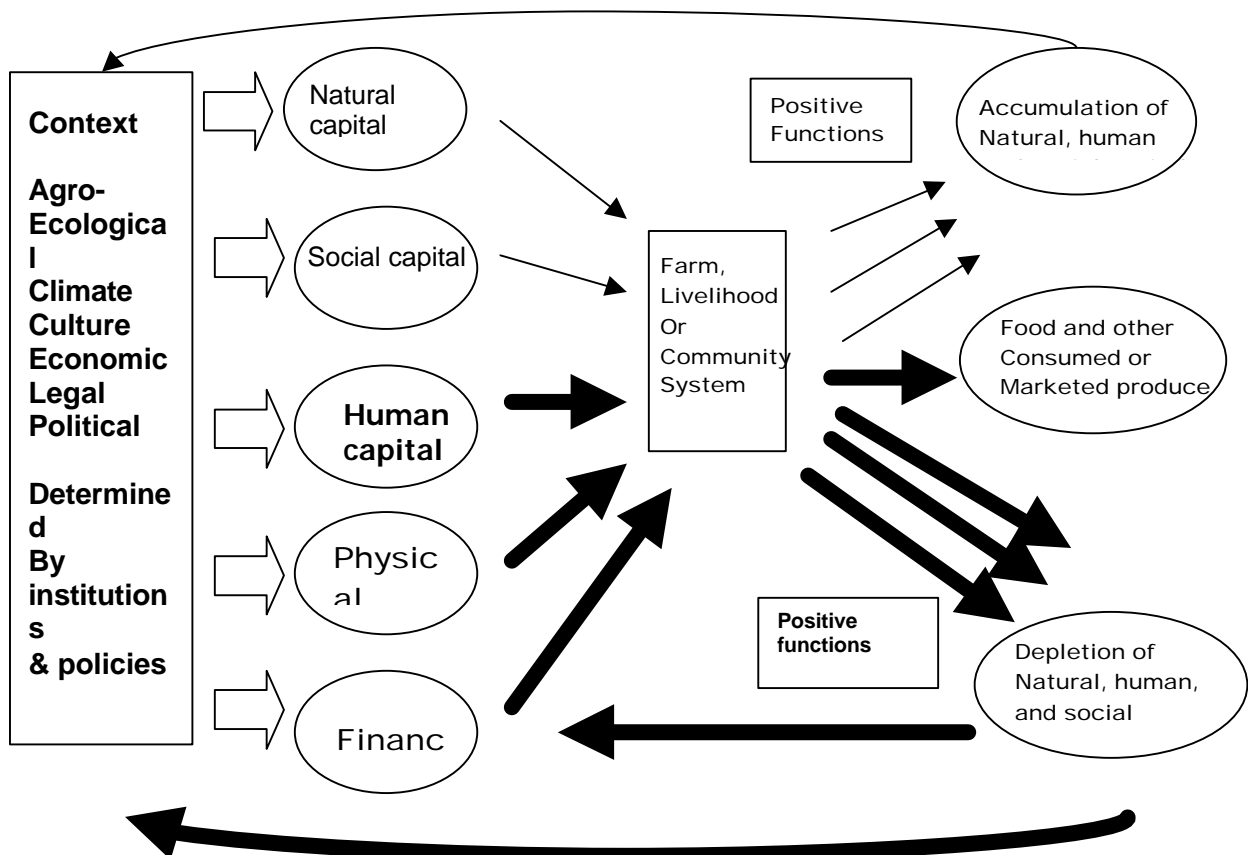 Context
Agro-
Ecologica
l
Climate
Culture
Economic
Legal
Political
Determine
d
By
institution
s
& policies
Natural
capital
Social capital
Human
capital
Physic
al
Financ
Farm,
Livelihood
Or
Community
System
Positive
Functions
Accumulation of
Natural, human
Food and other
Consumed or
Marketed produce
Positive
functions
Depletion of
Natural, human,
and social